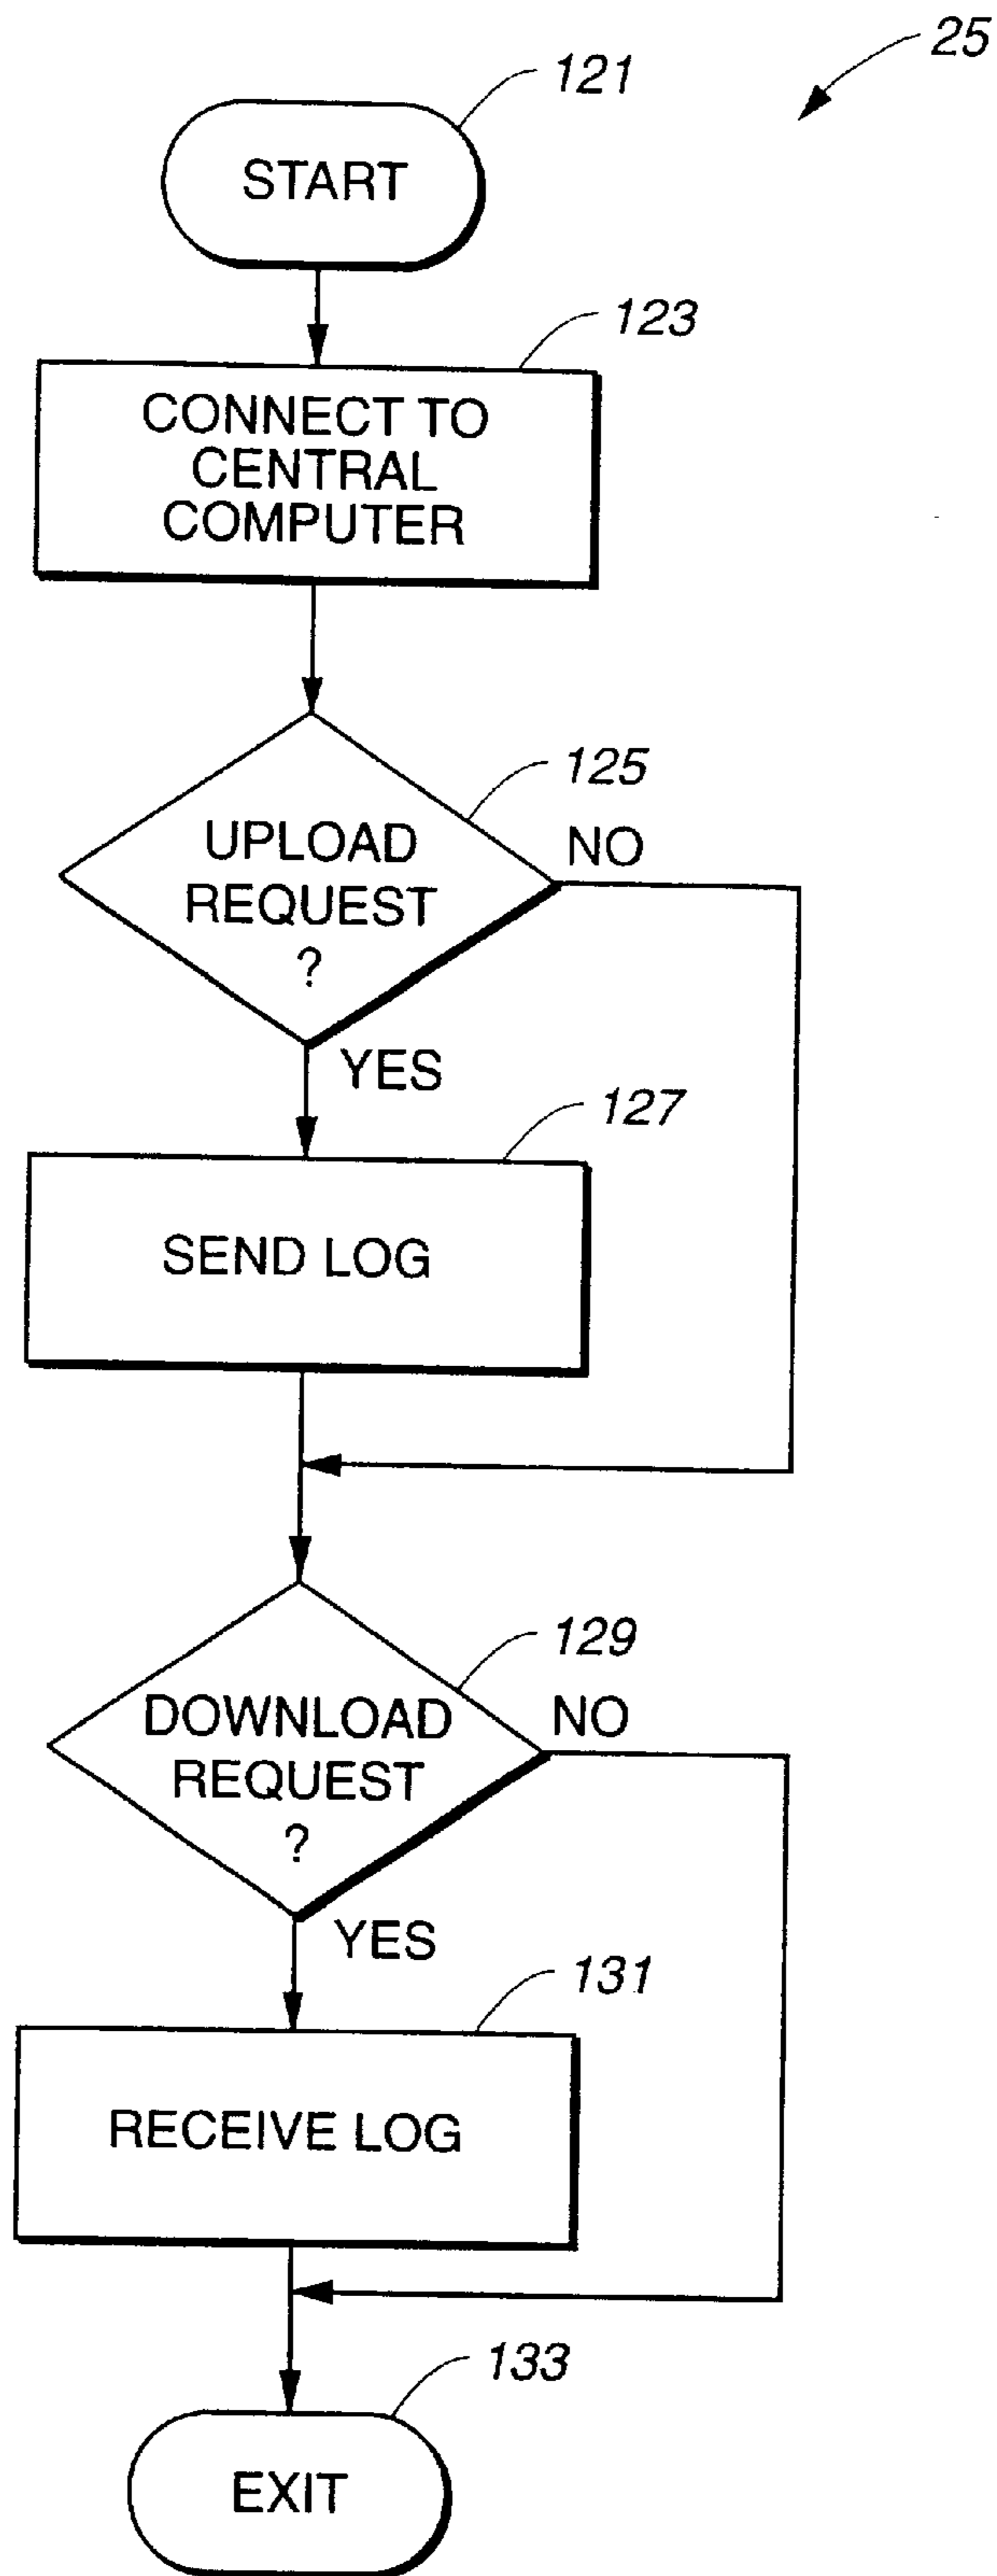 25
121
START
123
CONNECT TO
CENTRAL
COMPUTER
125
UPLOAD
REQUEST
?
NO
YES
127
SEND LOG
129
DOWNLOAD
REQUEST
?
NO
YES
131
RECEIVE LOG
133
EXIT